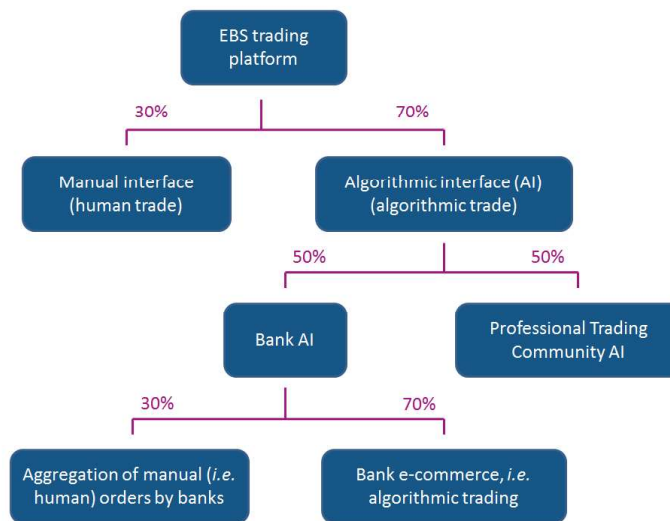 EBS trading
platform
30%
70%
Manual interface
(human trade)
Algorithmic interface (AI)
(algorithmic trade)
50%
50%
Bank AI
Professional Trading
Community AI
30%
70%
Aggregation of manual (i.e.
human) orders by banks
Bank e-commerce, i.e.
algorithmic trading